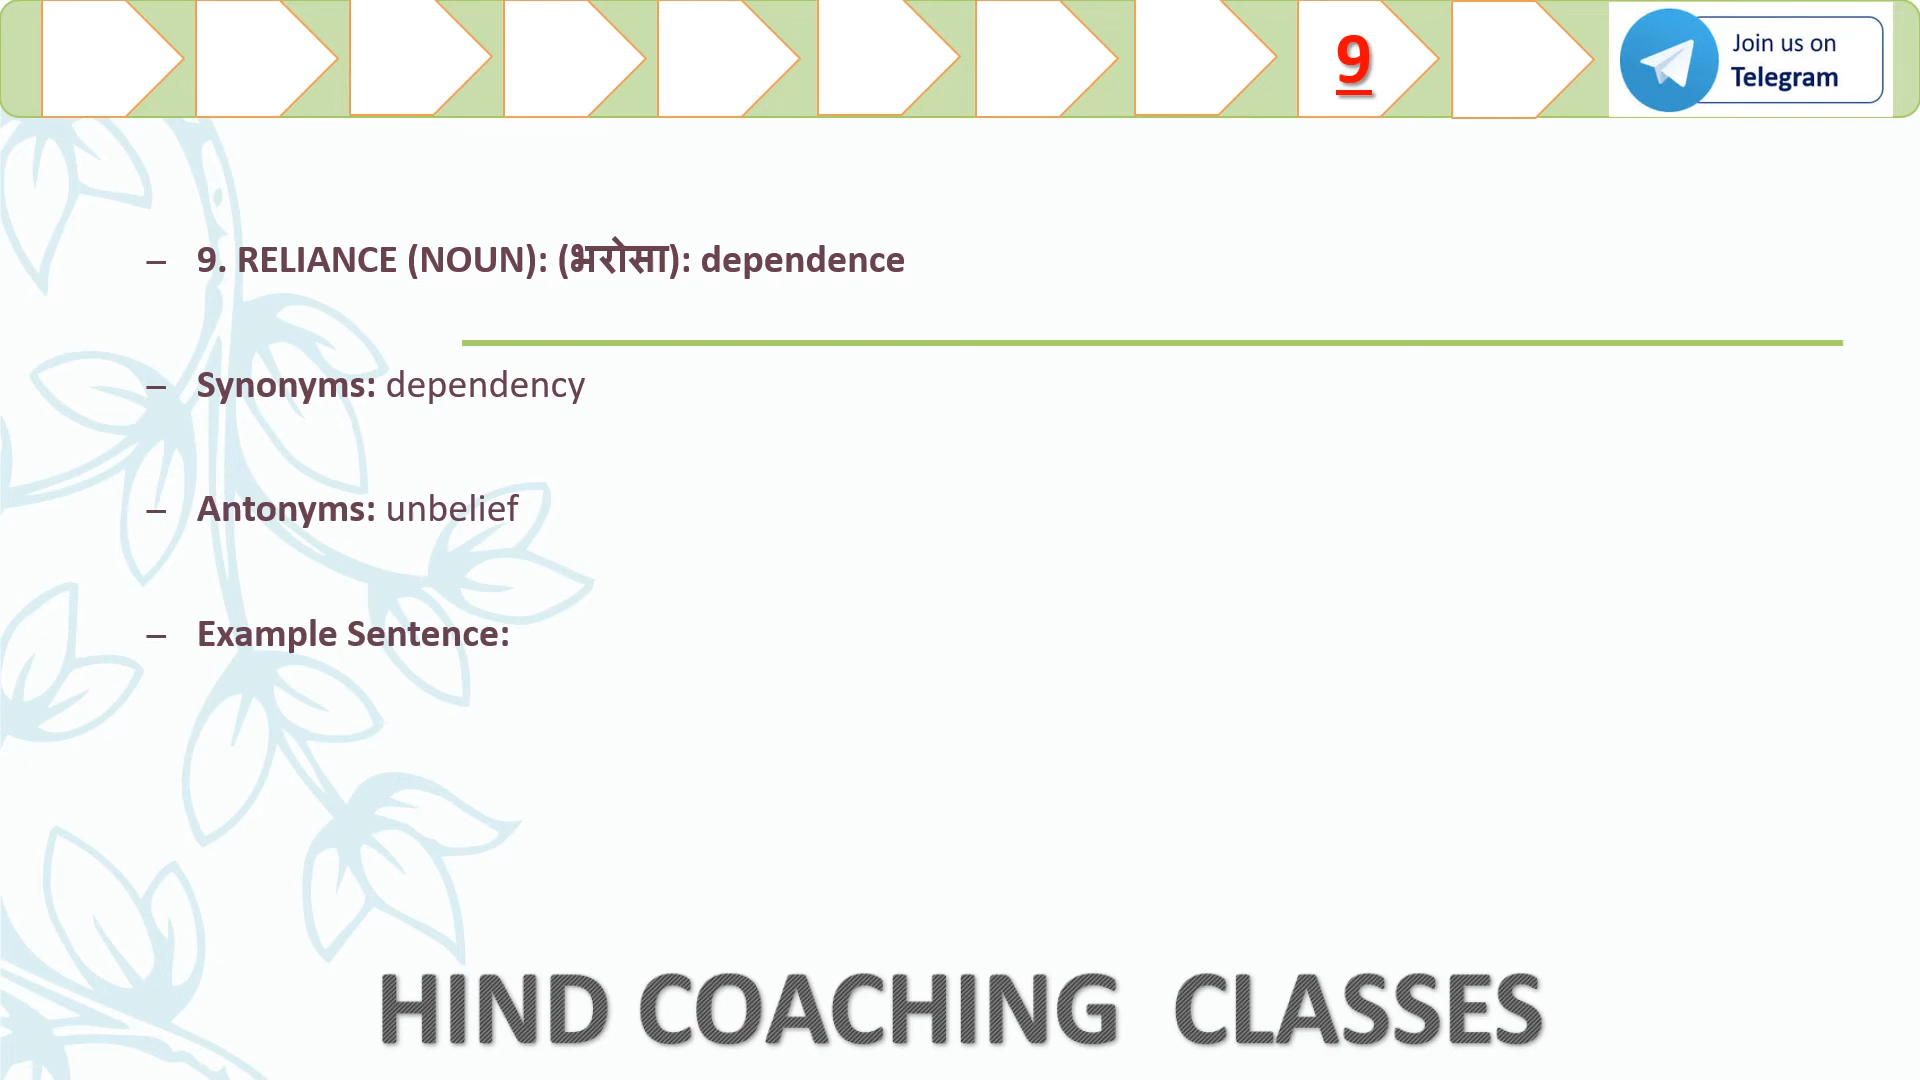 9
Join us on
Telegram
– 9. RELIANCE (NOUN): (भरोसा): dependence
– Synonyms: dependency
– Antonyms: unbelief
– Example Sentence:
HIND COACHING CLASSES